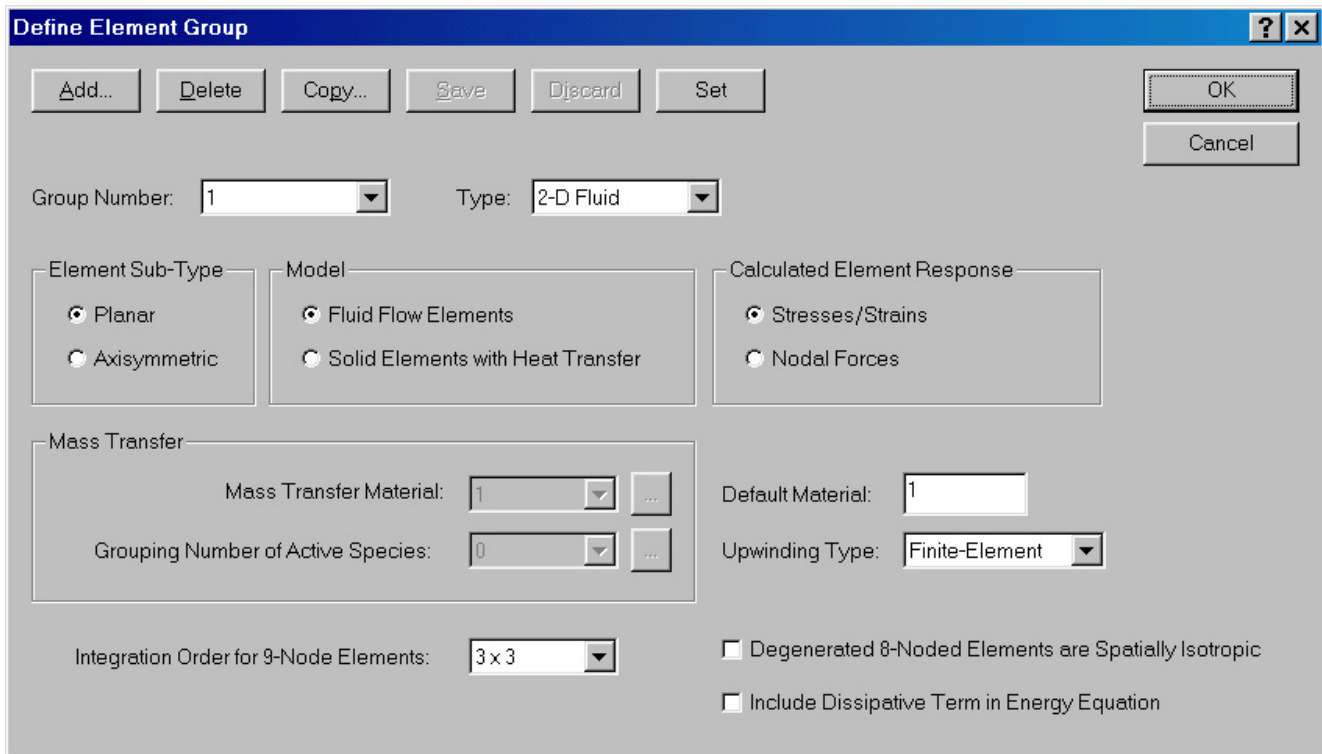 Define Element Group
Add... Delete Copy... Save Discard Set OK
Cancel
Group Number: 1 Type: 2-D Fluid
Element Sub-Type Model Calculated Element Response
Planar Fluid Flow Elements Stresses/Strains
Axisymmetric Solid Elements with Heat Transfer Nodal Forces
Mass Transfer
Mass Transfer Material: 1 ... Default Material: 1
Grouping Number of Active Species: 0 ... Upwinding Type: Finite-Element
Integration Order for 9-Node Elements: 3 x 3 Degenerated 8-Noded Elements are Spatially Isotropic
Include Dissipative Term in Energy Equation